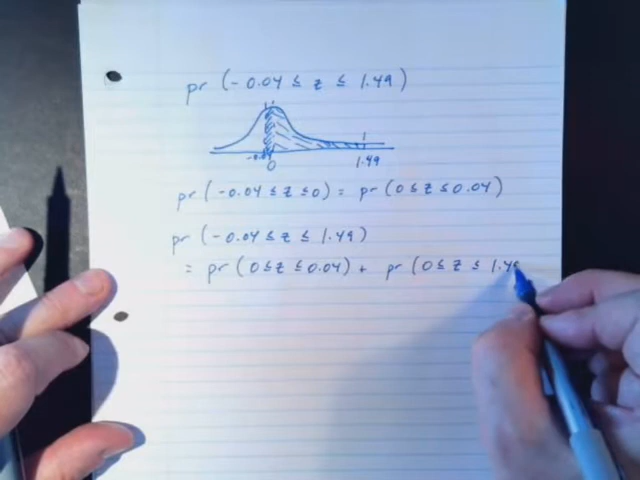 pr (-0.04 ≤ z ≤ 1.49)
-0.04 0 1.49
pr (-0.04 ≤ z ≤ 0) = pr (0 ≤ z ≤ 0.04)
pr (-0.04 ≤ z ≤ 1.49)
= pr (0 ≤ z ≤ 0.04) + pr (0 ≤ z ≤ 1.49